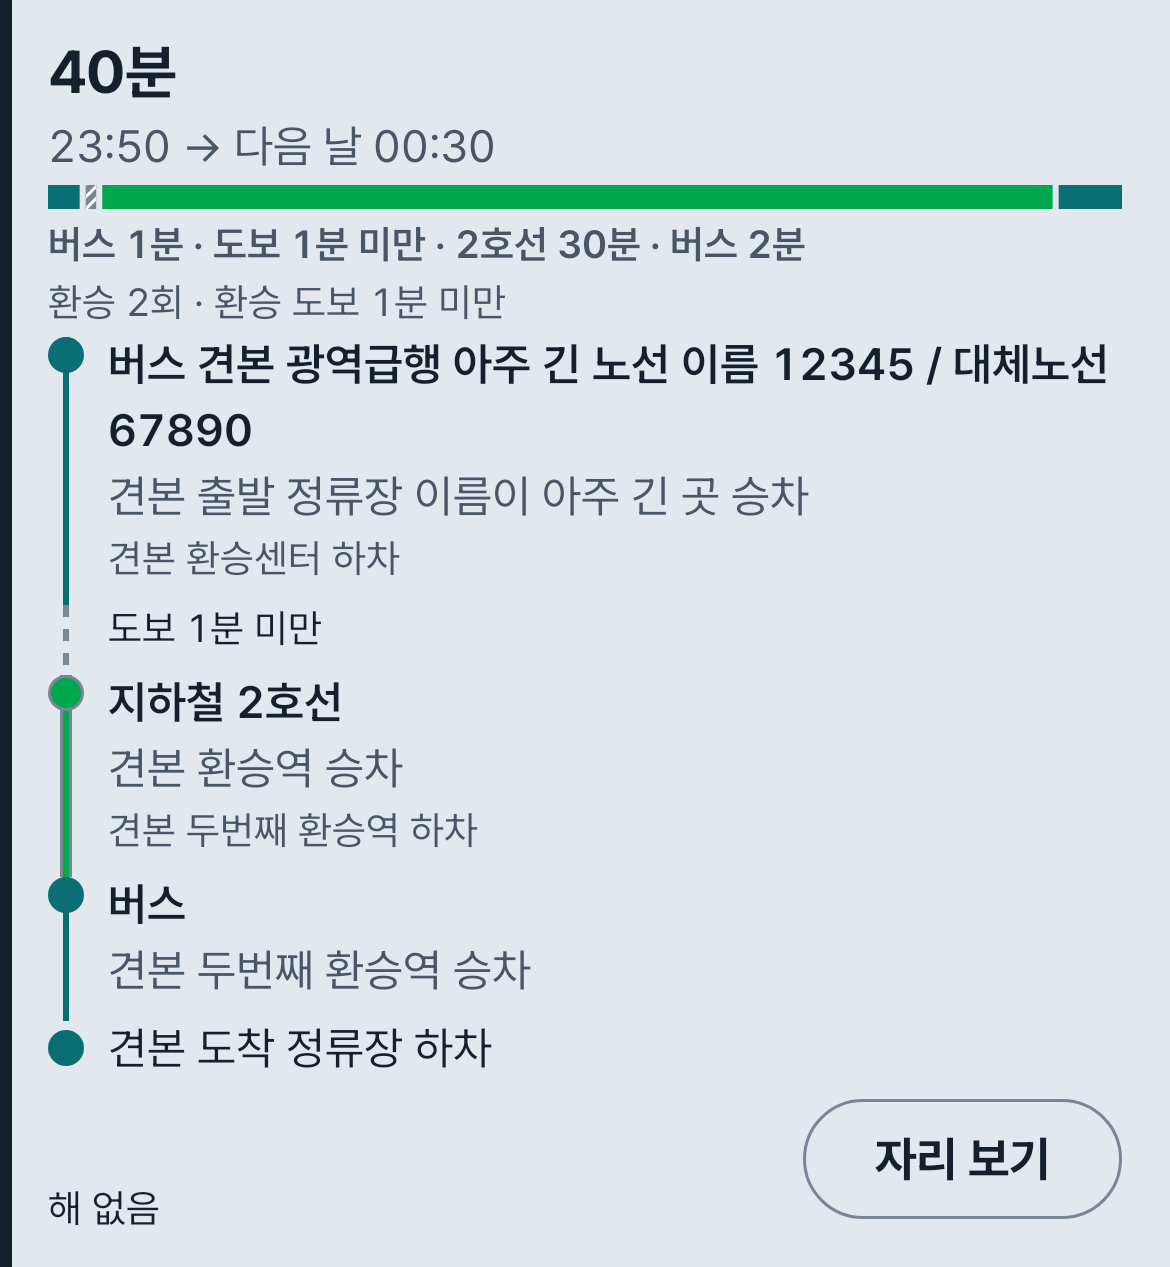 40분
23:50 → 다음 날 00:30
버스 1분 · 도보 1분 미만 · 2호선 30분 · 버스 2분
환승 2회 · 환승 도보 1분 미만
버스 견본 광역급행 아주 긴 노선 이름 12345 / 대체노선
67890
견본 출발 정류장 이름이 아주 긴 곳 승차
견본 환승센터 하차
도보 1분 미만
지하철 2호선
견본 환승역 승차
견본 두번째 환승역 하차
버스
견본 두번째 환승역 승차
견본 도착 정류장 하차
자리 보기
해 없음